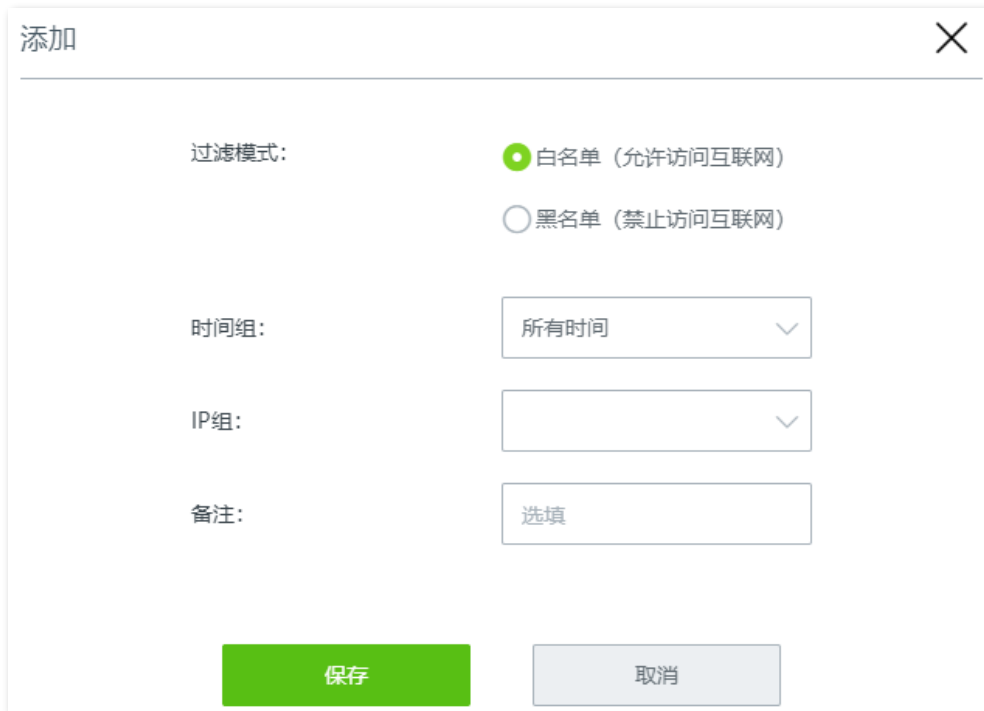 添加
过滤模式：
白名单（允许访问互联网）
黑名单（禁止访问互联网）
时间组：
所有时间
IP组：
备注：
选填
保存
取消